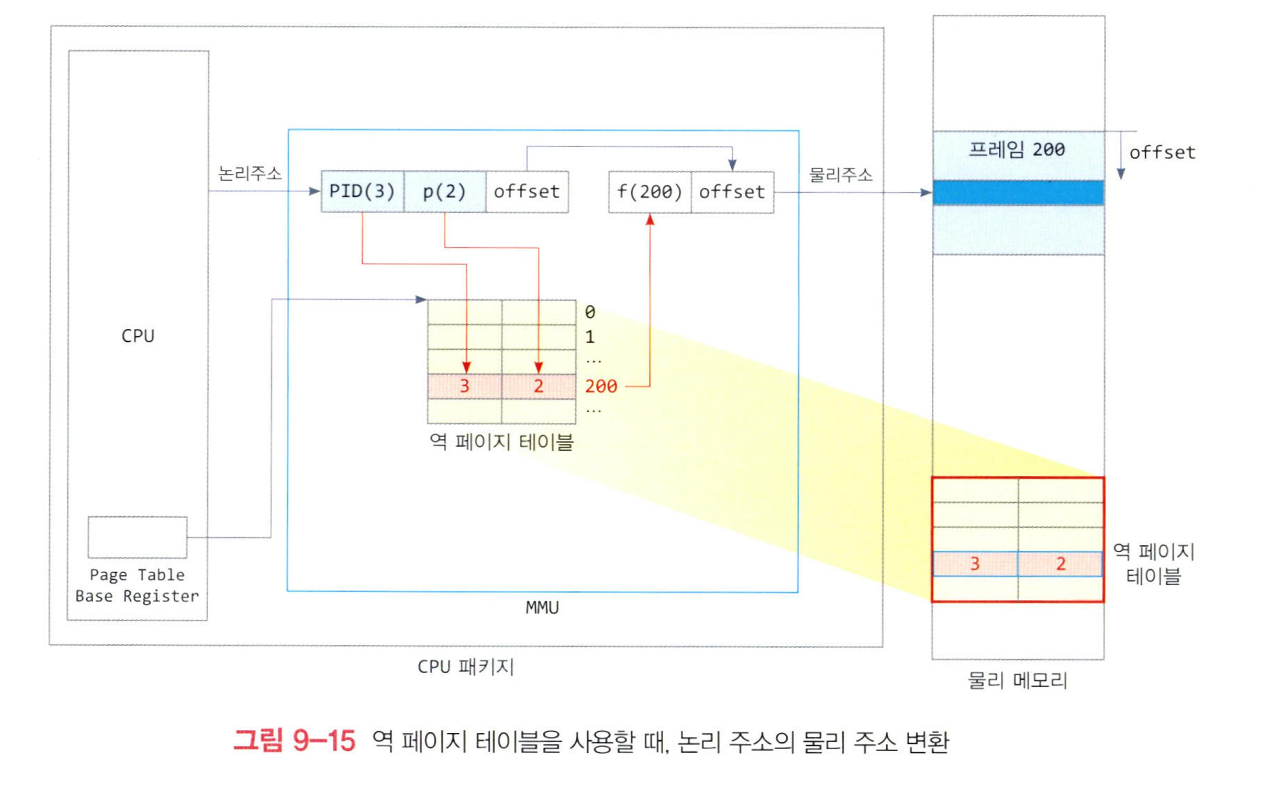 프레임 200
offset
논리주소
PID(3) p(2) offset
f(200) offset
물리주소
CPU
0
1
...
3 2 200
...
역 페이지 테이블
Page Table
Base Register
MMU
CPU 패키지
3 2
역 페이지
테이블
물리 메모리
그림 9-15 역 페이지 테이블을 사용할 때, 논리 주소의 물리 주소 변환